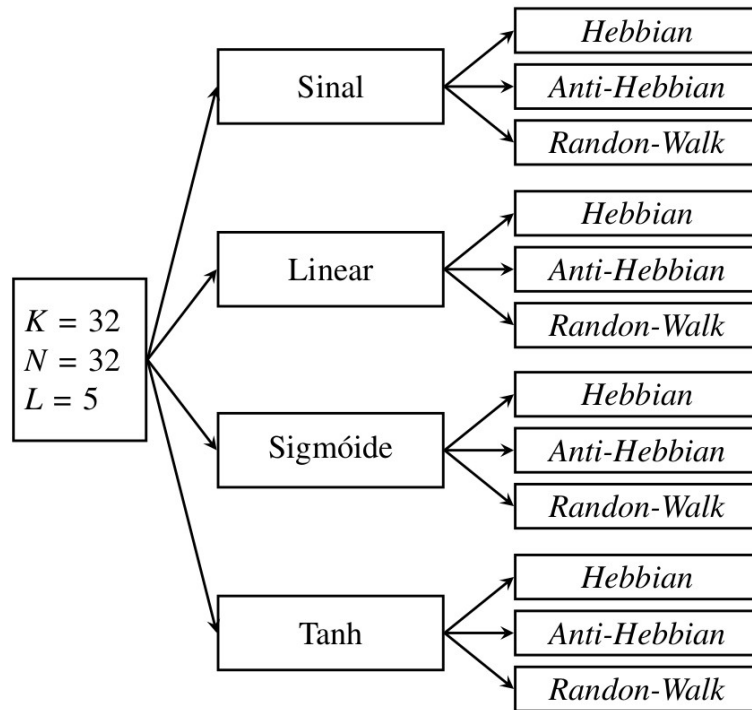 K = 32
N = 32
L = 5
Sinal
Hebbian
Anti-Hebbian
Randon-Walk
Linear
Hebbian
Anti-Hebbian
Randon-Walk
Sigmóide
Hebbian
Anti-Hebbian
Randon-Walk
Tanh
Hebbian
Anti-Hebbian
Randon-Walk